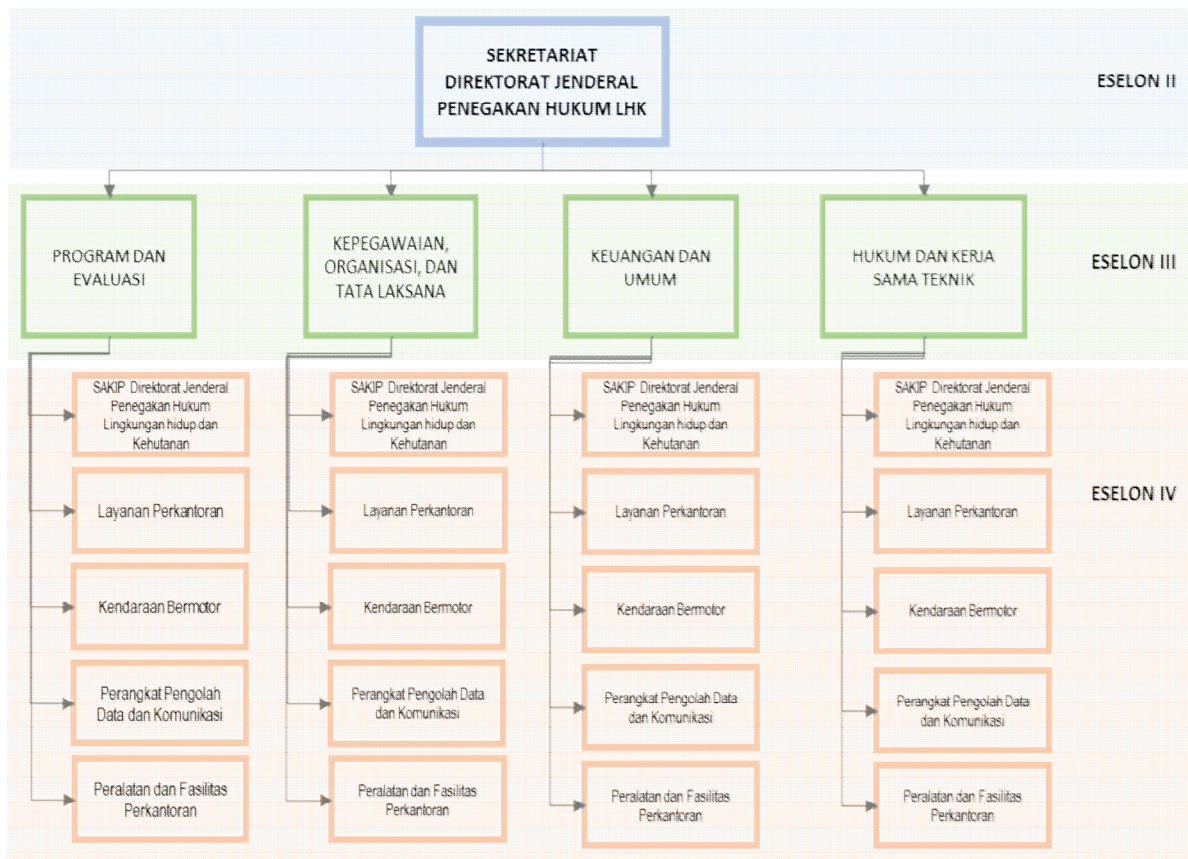 SEKRETARIAT
DIREKTORAT JENDERAL
PENEGAKAN HUKUM LHK
ESELON II
PROGRAM DAN
EVALUASI
KEPEGAWAIAN,
ORGANISASI, DAN
TATA LAKSANA
KEUANGAN DAN
UMUM
HUKUM DAN KERJA
SAMA TEKNIK
ESELON III
SAKIP Direktorat Jenderal
Penegakan Hukum
Lingkungan hidup dan
Kehutanan
SAKIP Direktorat Jenderal
Penegakan Hukum
Lingkungan hidup dan
Kehutanan
SAKIP Direktorat Jenderal
Penegakan Hukum
Lingkungan hidup dan
Kehutanan
SAKIP Direktorat Jenderal
Penegakan Hukum
Lingkungan hidup dan
Kehutanan
ESELON IV
Layanan Perkantoran
Layanan Perkantoran
Layanan Perkantoran
Layanan Perkantoran
Kendaraan Bermotor
Kendaraan Bermotor
Kendaraan Bermotor
Kendaraan Bermotor
Perangkat Pengolah
Data dan Komunikasi
Perangkat Pengolah Data
dan Komunikasi
Perangkat Pengolah Data
dan Komunikasi
Perangkat Pengolah Data
dan Komunikasi
Peralatan dan Fasilitas
Perkantoran
Peralatan dan Fasilitas
Perkantoran
Peralatan dan Fasilitas
Perkantoran
Peralatan dan Fasilitas
Perkantoran